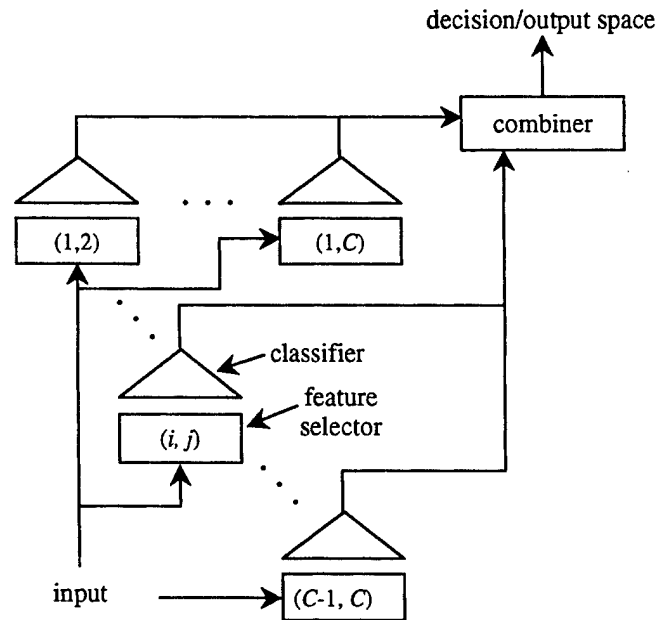 decision/output space
combiner
(1,2)
. . .
(1,C)
classifier
feature
selector
(i, j)
input
(C-1, C)